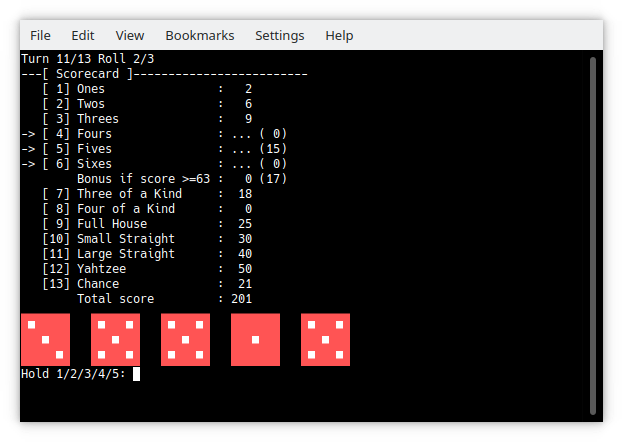 File Edit View Bookmarks Settings Help
Turn 11/13 Roll 2/3
---[ Scorecard ]-------------------------
[ 1] Ones : 2
[ 2] Twos : 6
[ 3] Threes : 9
-> [ 4] Fours : ... ( 0)
-> [ 5] Fives : ... (15)
-> [ 6] Sixes : ... ( 0)
Bonus if score >=63 : 0 (17)
[ 7] Three of a Kind : 18
[ 8] Four of a Kind : 0
[ 9] Full House : 25
[10] Small Straight : 30
[11] Large Straight : 40
[12] Yahtzee : 50
[13] Chance : 21
Total score : 201
Hold 1/2/3/4/5: